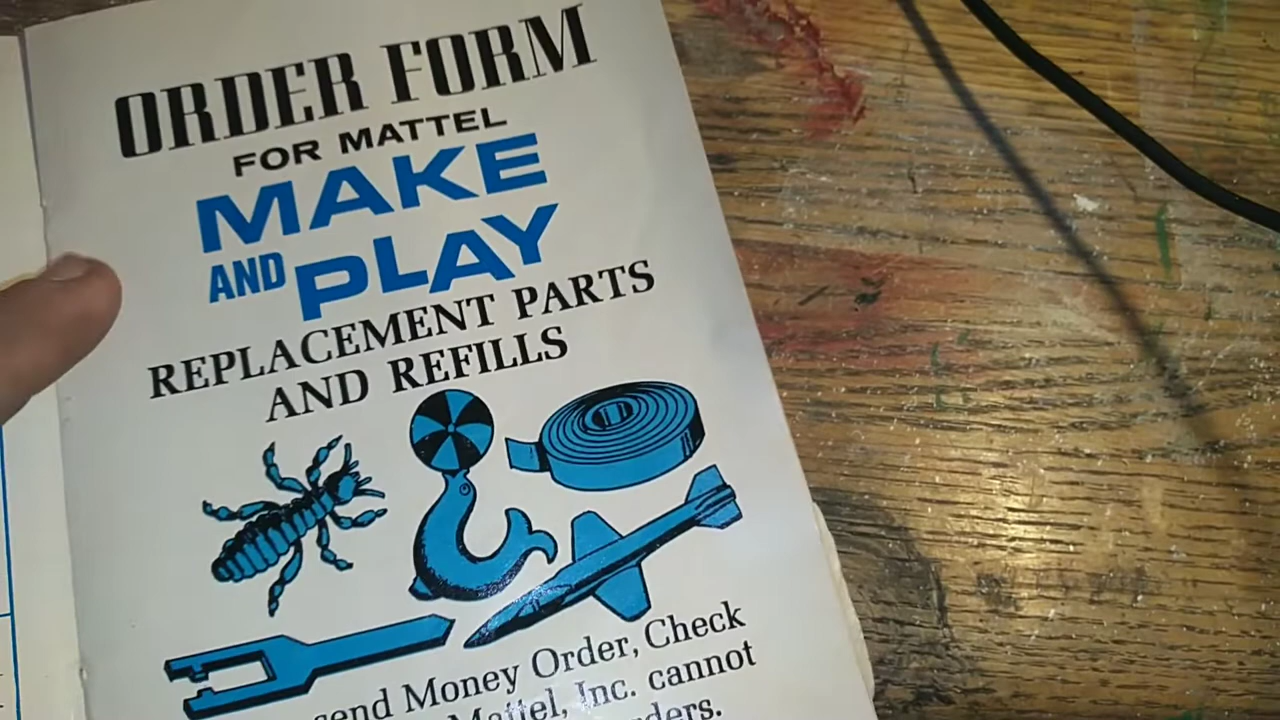 ORDER FORM
FOR MATTEL
MAKE
AND PLAY
REPLACEMENT PARTS
AND REFILLS
send Money Order, Check
Mattel, Inc. cannot